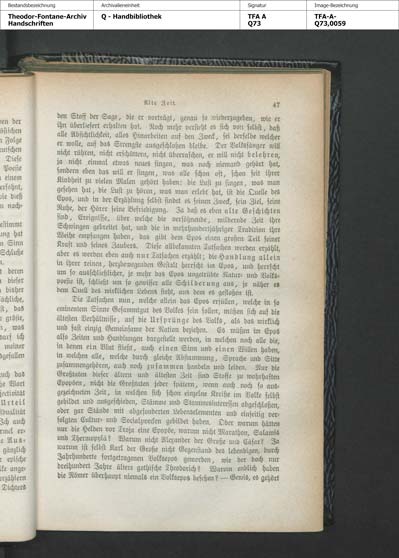 Bestandsbezeichnung
Archivalieneinheit
Signatur
Image-Bezeichnung
Theodor-Fontane-Archiv
Handschriften
Q - Handbibliothek
TFA A
Q73
TFA-A-
Q73,0059
Alte Zeit.
47
den Stoff der Sage, die er vorträgt, genau so wiederzugeben, wie er
ihn überliefert erhalten hat. Noch mehr versteht es sich von selbst, daß
alle Absichtlichkeit, alles Hinarbeiten auf den Zweck, sei derselbe welcher
er wolle, auf das Strengste ausgeschlossen bleibe. Der Volkssänger will
nicht rühren, nicht erschüttern, nicht überraschen, er will nicht belehren,
ja nicht einmal etwas neues singen, was noch niemand gehört hat,
sondern eben das will er singen, was alle schon oft, schon seit ihrer
Kindheit zu vielen Malen gehört haben; die Lust zu singen, was man
gesehen hat, die Lust zu hören, was man erlebt hat, ist die Quelle des
Epos, und in der Erzählung selbst findet es seinen Zweck, sein Ziel, seine
Ruhe, der Hörer seine Befriedigung. Ja daß es eben alte Geschichten
sind, Ereignisse, über welche die versöhnende, mildernde Zeit ihre
Schwingen gebreitet hat, und die in mehrhundertjähriger Tradition ihre
Weihe empfangen haben, das gibt dem Epos einen großen Teil seiner
Kraft und seines Zaubers. Diese altbekannten Tatsachen werden erzählt,
aber es werden eben auch nur Tatsachen erzählt; die Handlung allein
in ihrer reinen, herzbewegenden Gestalt herrscht im Epos, und herrscht
um so ausschließlicher, je mehr das Epos ungetrübte Natur- und Volks-
poesie ist, schließt um so gewisser alle Schilderung aus, je näher es
dem Quell des wirklichen Lebens steht, aus dem es geflossen ist.
Die Tatsachen nun, welche allein das Epos erfüllen, welche in so
eminentem Sinne Gesammtgut des Volks sein sollen, müssen sich auf die
ältesten Verhältnisse, auf die Ursprünge des Volks, als das wirklich
und fast einzig Gemeinsame der Nation beziehen. Es müssen im Epos
also Zeiten und Handlungen dargestellt werden, in welchen noch alle die,
in denen ein Blut fließt, auch einen Sinn und einen Willen haben,
in welchen alle, welche durch gleiche Abstammung, Sprache und Sitte
zusammengehören, auch noch zusammen handeln und leiden. Nur die
Großtaten dieser ältern und ältesten Zeit sind Stoffe zu wahrhaften
Epopöen, nicht die Großtaten jeder spätern, wenn auch noch so aus-
gezeichneten Zeit, in welchen sich schon einzelne Kreise im Volke selbst
gebildet und ausgeschieden, Stämme und Stammesinteressen abgeschlossen,
oder gar Stände mit abgesonderten Lebenselementen und einseitig ver-
folgten Cultur- und Socialzwecken gebildet haben. Oder warum hätten
nur die Helden vor Troja eine Epopöe, warum nicht Marathon, Salamis
und Thermopylä? Warum nicht Alexander der Große und Cäsar? Ja
warum ist selbst Karl der Große nicht Gegenstand des lebendigen, durch
Jahrhunderte fortgetragenen Volksepos geworden, wie der doch nur
dreihundert Jahre ältere gothische Theodorich? Warum endlich haben
die Römer überhaupt niemals ein Volksepos besessen? — Gewis, es gehört